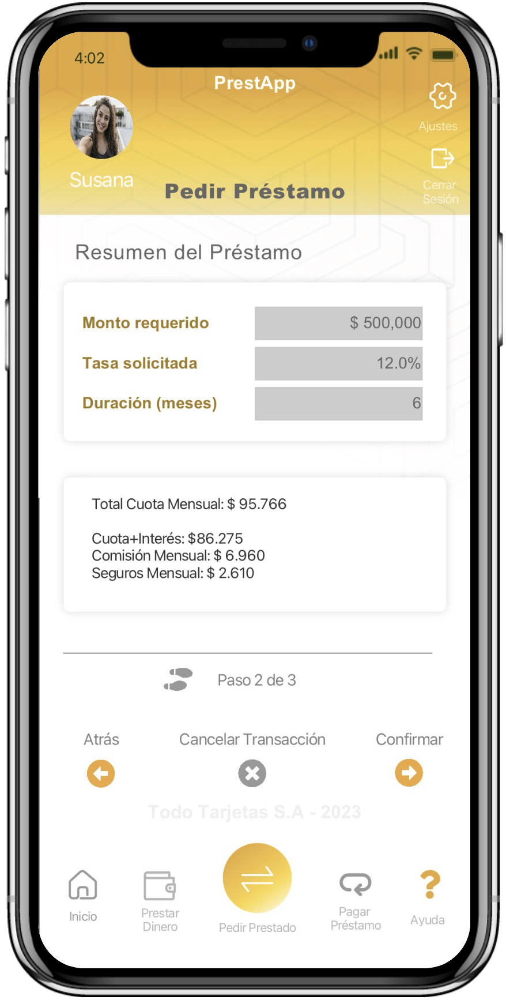 4:02
PrestApp
Ajustes
Susana
Pedir Préstamo
Cerrar
Sesión
Resumen del Préstamo
Monto requerido $ 500,000
Tasa solicitada 12.0%
Duración (meses) 6
Total Cuota Mensual: $ 95.766
Cuota+Interés: $86.275
Comisión Mensual: $ 6.960
Seguros Mensual: $ 2.610
Paso 2 de 3
Atrás Cancelar Transacción Confirmar
Todo Tarjetas S.A - 2023
Inicio
Prestar
Dinero
Pedir Prestado
Pagar
Préstamo
Ayuda